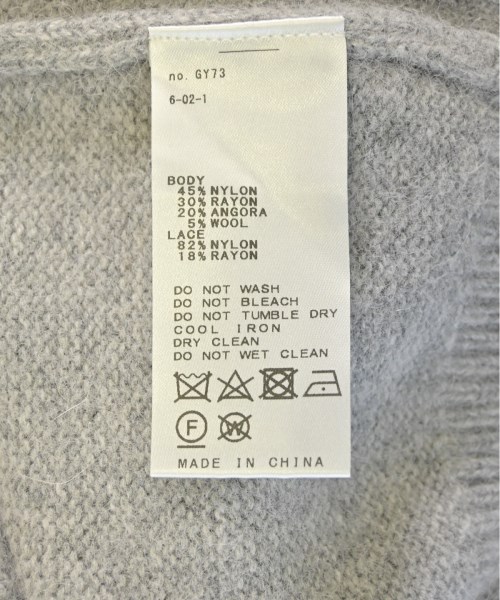 no. GY73
6-02-1
BODY
45% NYLON
30% RAYON
20% ANGORA
5% WOOL
LACE
82% NYLON
18% RAYON
DO NOT WASH
DO NOT BLEACH
DO NOT TUMBLE DRY
COOL IRON
DRY CLEAN
DO NOT WET CLEAN
F W
MADE IN CHINA